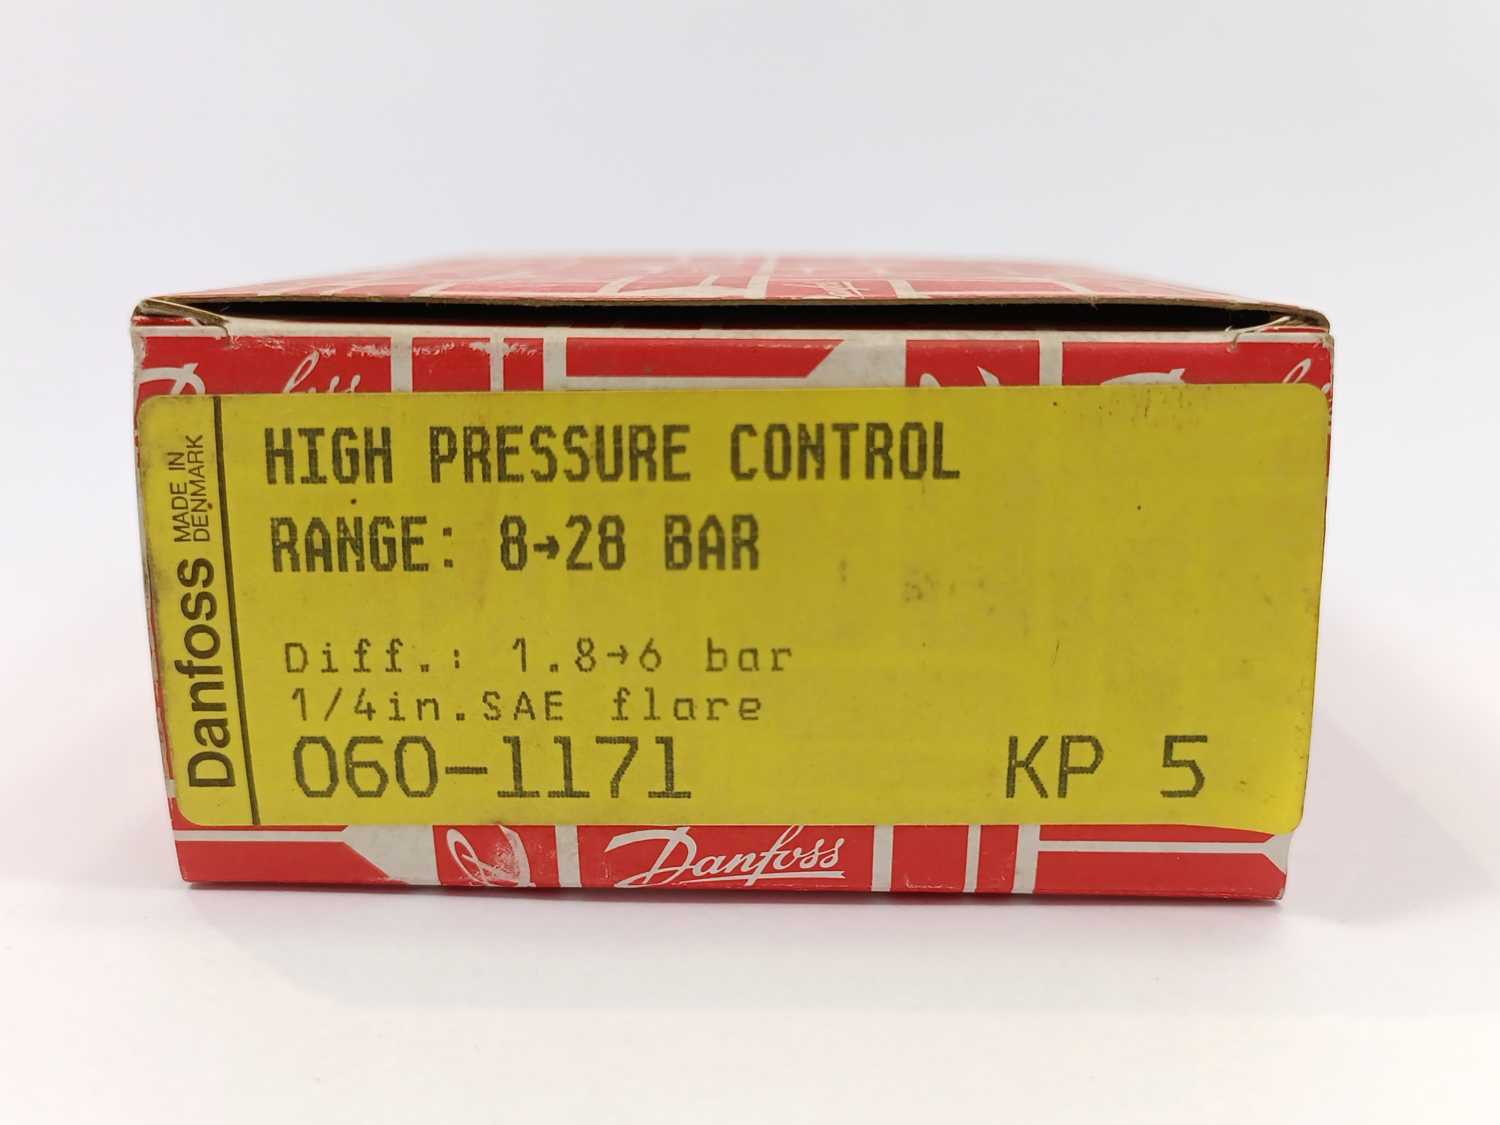 HIGH PRESSURE CONTROL
RANGE: 8→28 BAR
Diff.: 1.8→6 bar
1/4in.SAE flare
060-1171 KP 5
Danfoss
MADE IN
DENMARK
Danfoss